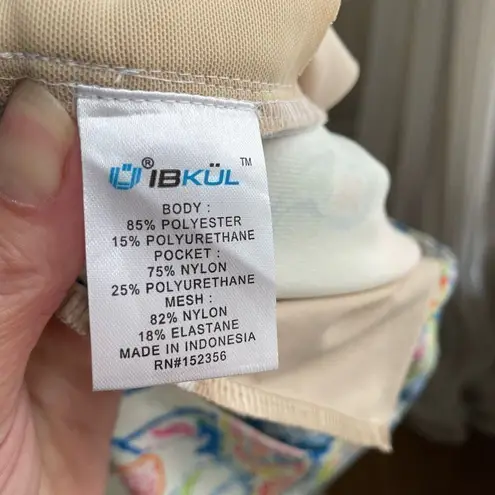 ® IBKÜL ™
BODY :
85% POLYESTER
15% POLYURETHANE
POCKET :
75% NYLON
25% POLYURETHANE
MESH :
82% NYLON
18% ELASTANE
MADE IN INDONESIA
RN#152356